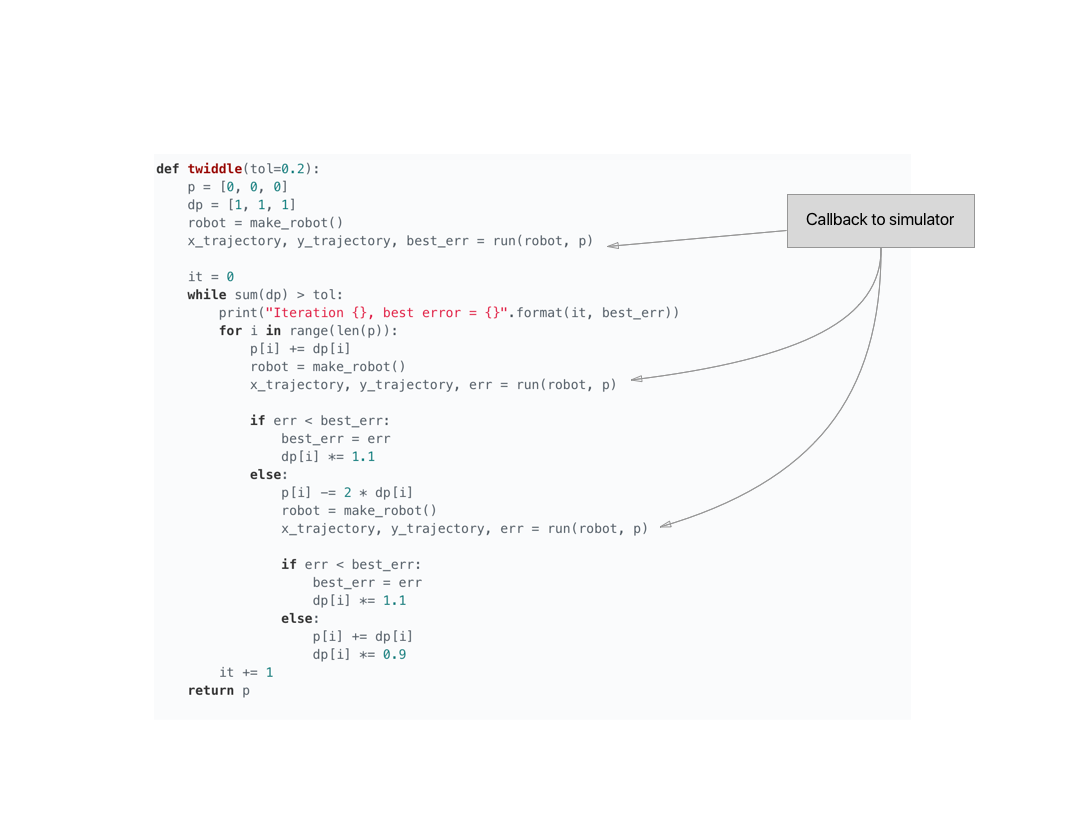 def twiddle(tol=0.2):
    p = [0, 0, 0]
    dp = [1, 1, 1]
    robot = make_robot()
    x_trajectory, y_trajectory, best_err = run(robot, p)
    it = 0
    while sum(dp) > tol:
        print("Iteration {}, best error = {}".format(it, best_err))
        for i in range(len(p)):
            p[i] += dp[i]
            robot = make_robot()
            x_trajectory, y_trajectory, err = run(robot, p)
            if err < best_err:
                best_err = err
                dp[i] *= 1.1
            else:
                p[i] -= 2 * dp[i]
                robot = make_robot()
                x_trajectory, y_trajectory, err = run(robot, p)
                if err < best_err:
                    best_err = err
                    dp[i] *= 1.1
                else:
                    p[i] += dp[i]
                    dp[i] *= 0.9
        it += 1
    return p
Callback to simulator